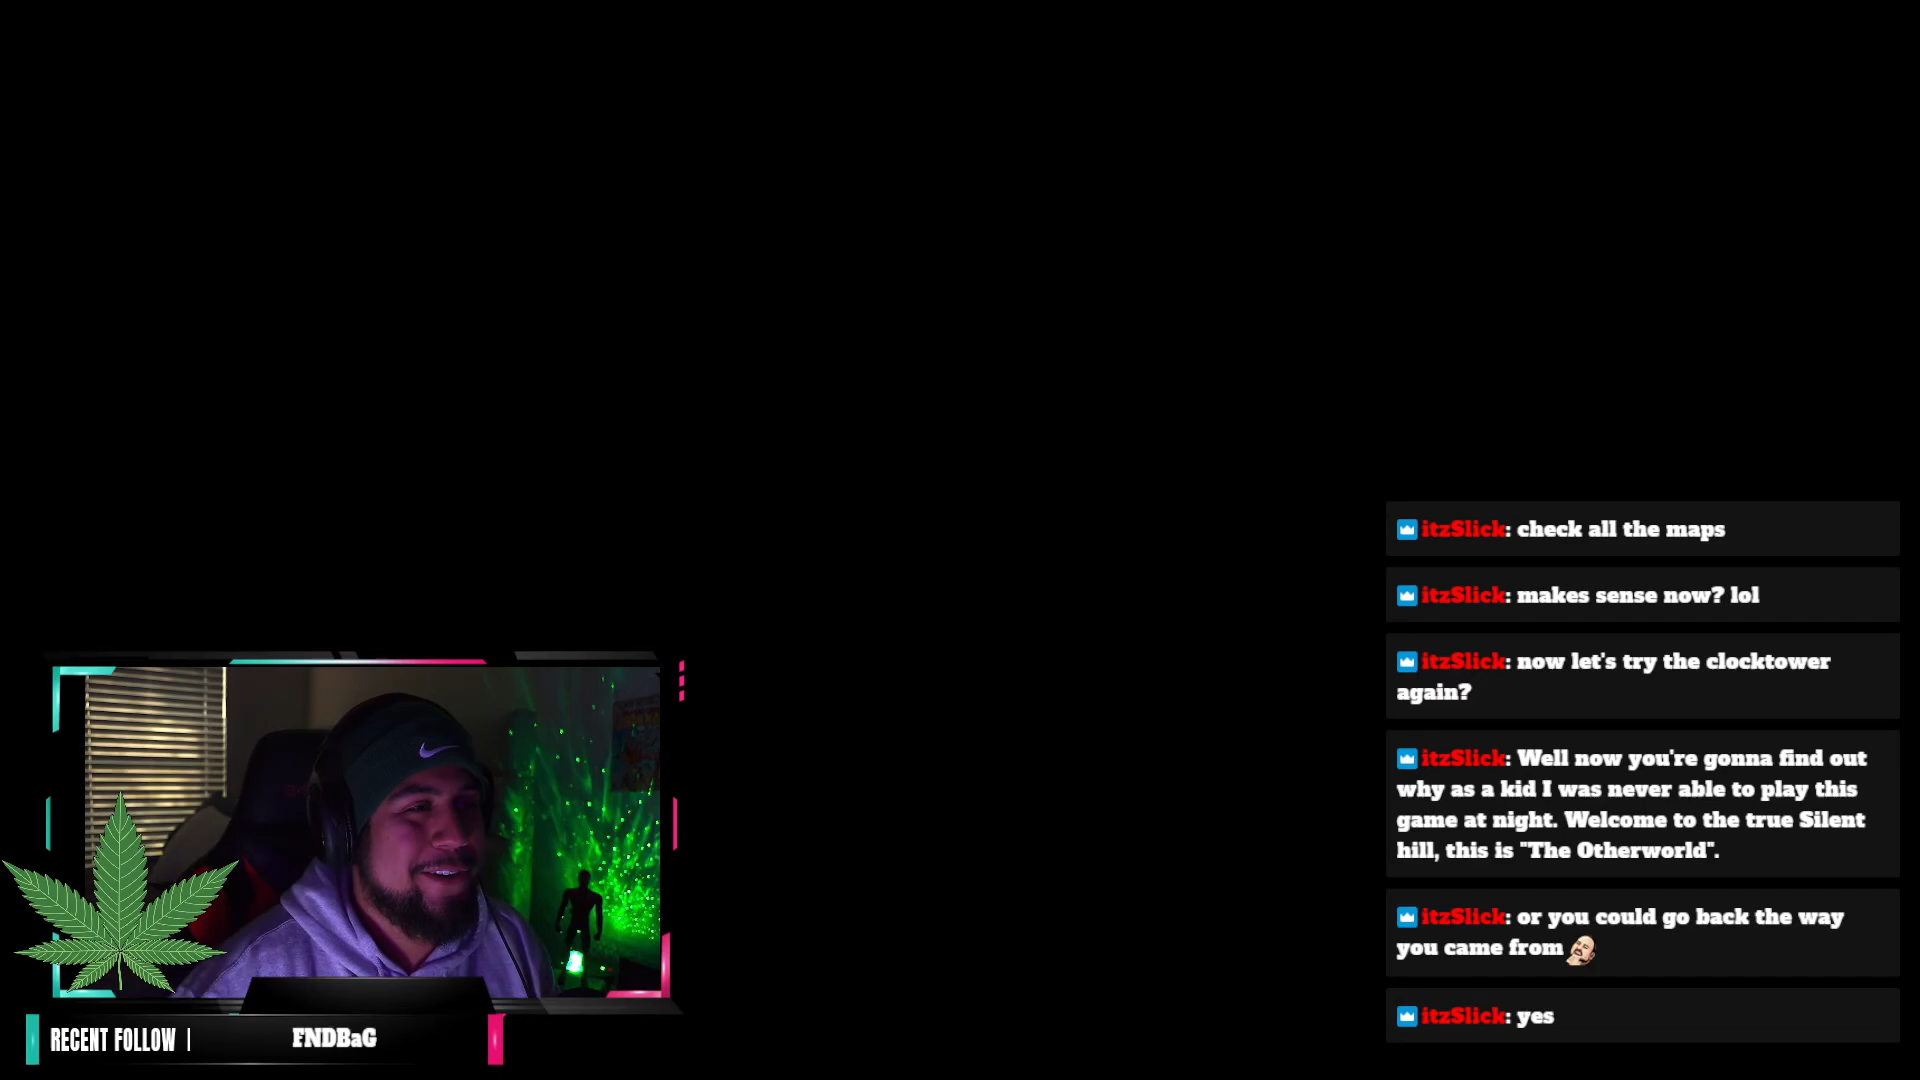 itzSlick: check all the maps
itzSlick: makes sense now? lol
itzSlick: now let's try the clocktower
again?
itzSlick: Well now you're gonna find out
why as a kid I was never able to play this
game at night. Welcome to the true Silent
hill, this is "The Otherworld".
itzSlick: or you could go back the way
you came from
itzSlick: yes
RECENT FOLLOW | FNDBaG